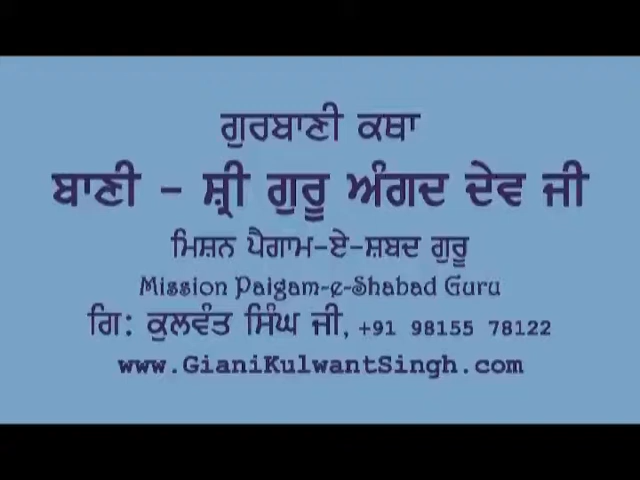 ਗੁਰਬਾਣੀ ਕਥਾ
ਬਾਣੀ - ਸ਼੍ਰੀ ਗੁਰੂ ਅੰਗਦ ਦੇਵ ਜੀ
ਮਿਸ਼ਨ ਪੈਗਾਮ-ਏ-ਸ਼ਬਦ ਗੁਰੂ
Mission Paigam-e-Shabad Guru
ਗਿ: ਕੁਲਵੰਤ ਸਿੰਘ ਜੀ, +91 98155 78122
www.GianiKulwantSingh.com